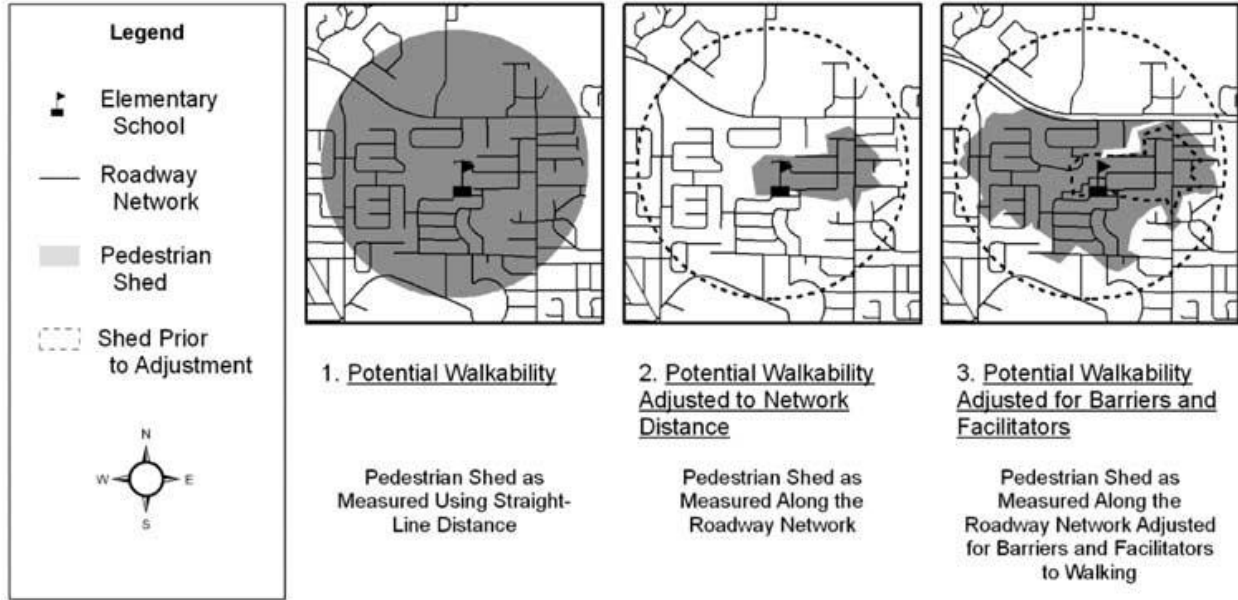 Legend
Elementary
School
Roadway
Network
Pedestrian
Shed
Shed Prior
to Adjustment
N
W
E
S
1. Potential Walkability
Pedestrian Shed as
Measured Using Straight-
Line Distance
2. Potential Walkability
Adjusted to Network
Distance
Pedestrian Shed as
Measured Along the
Roadway Network
3. Potential Walkability
Adjusted for Barriers and
Facilitators
Pedestrian Shed as
Measured Along the
Roadway Network Adjusted
for Barriers and Facilitators
to Walking